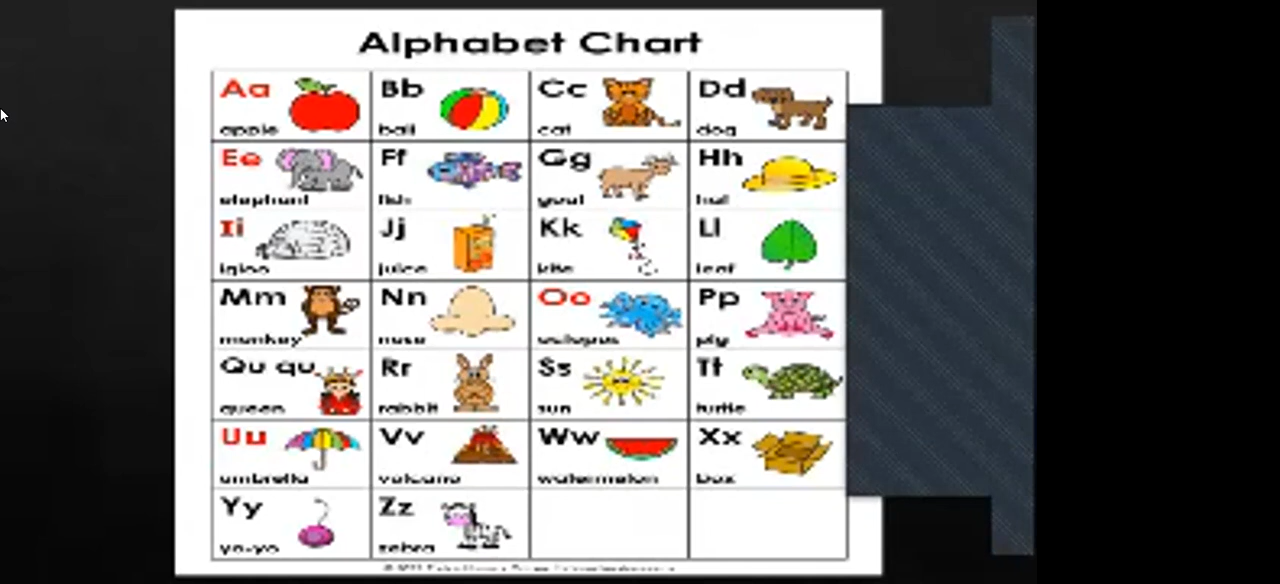 Alphabet Chart
Aa Bb Cc Dd
apple ball cat dog
Ee Ff Gg Hh
elephant fish goat hat
Ii Jj Kk Ll
igloo juice kite leaf
Mm Nn Oo Pp
monkey nose octopus pig
Qu qu Rr Ss Tt
queen rabbit sun turtle
Uu Vv Ww Xx
umbrella volcano watermelon box
Yy Zz
yo-yo zebra